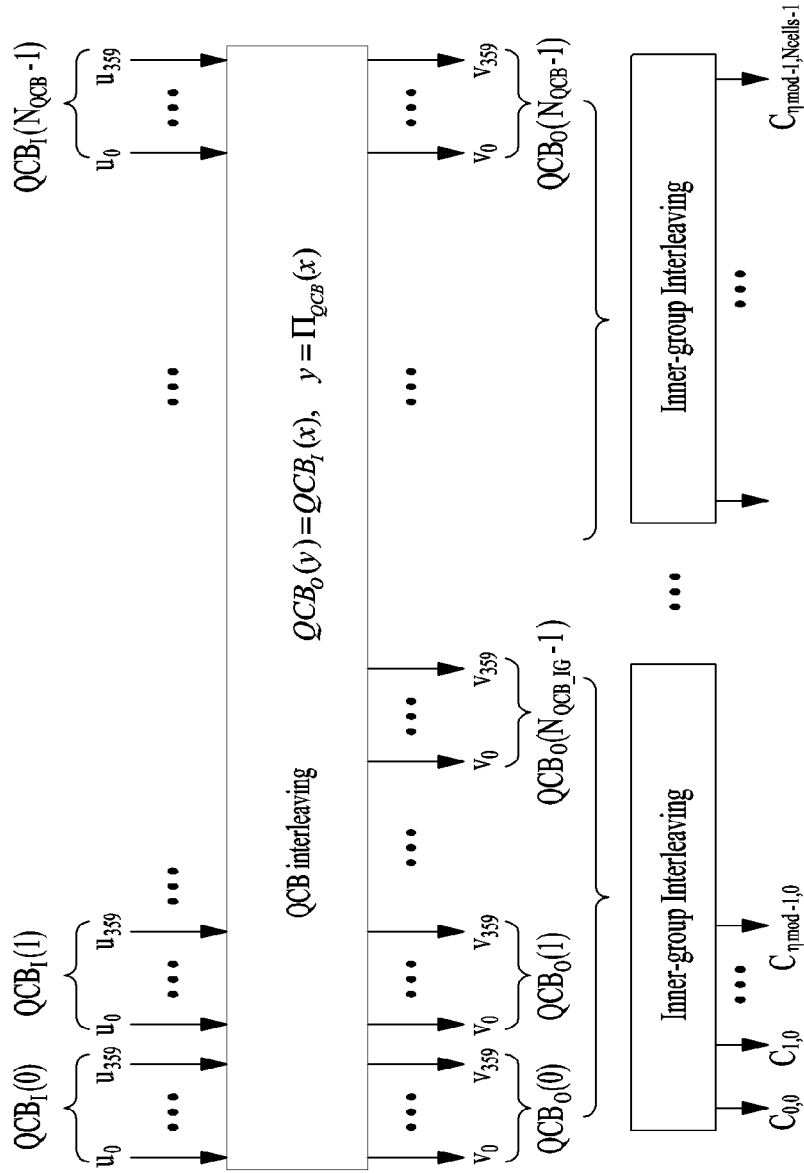 QCB_I(0) QCB_I(1) QCB_I(N_QCB-1)
u_0 ••• u_359 u_0 ••• u_359 ••• ••• u_0 ••• u_359
QCB interleaving QCB_O(y)=QCB_I(x), y=∏_QCB(x)
v_0 ••• v_359 v_0 ••• v_359 ••• v_0 ••• v_359 ••• v_0 ••• v_359
QCB_O(0) QCB_O(1) QCB_O(N_QCB_IG-1) QCB_O(N_QCB-1)
Inner-group Interleaving ••• Inner-group Interleaving
C_0,0 C_1,0 ••• C_ηmod-1,0 ••• C_ηmod-1,Ncells-1